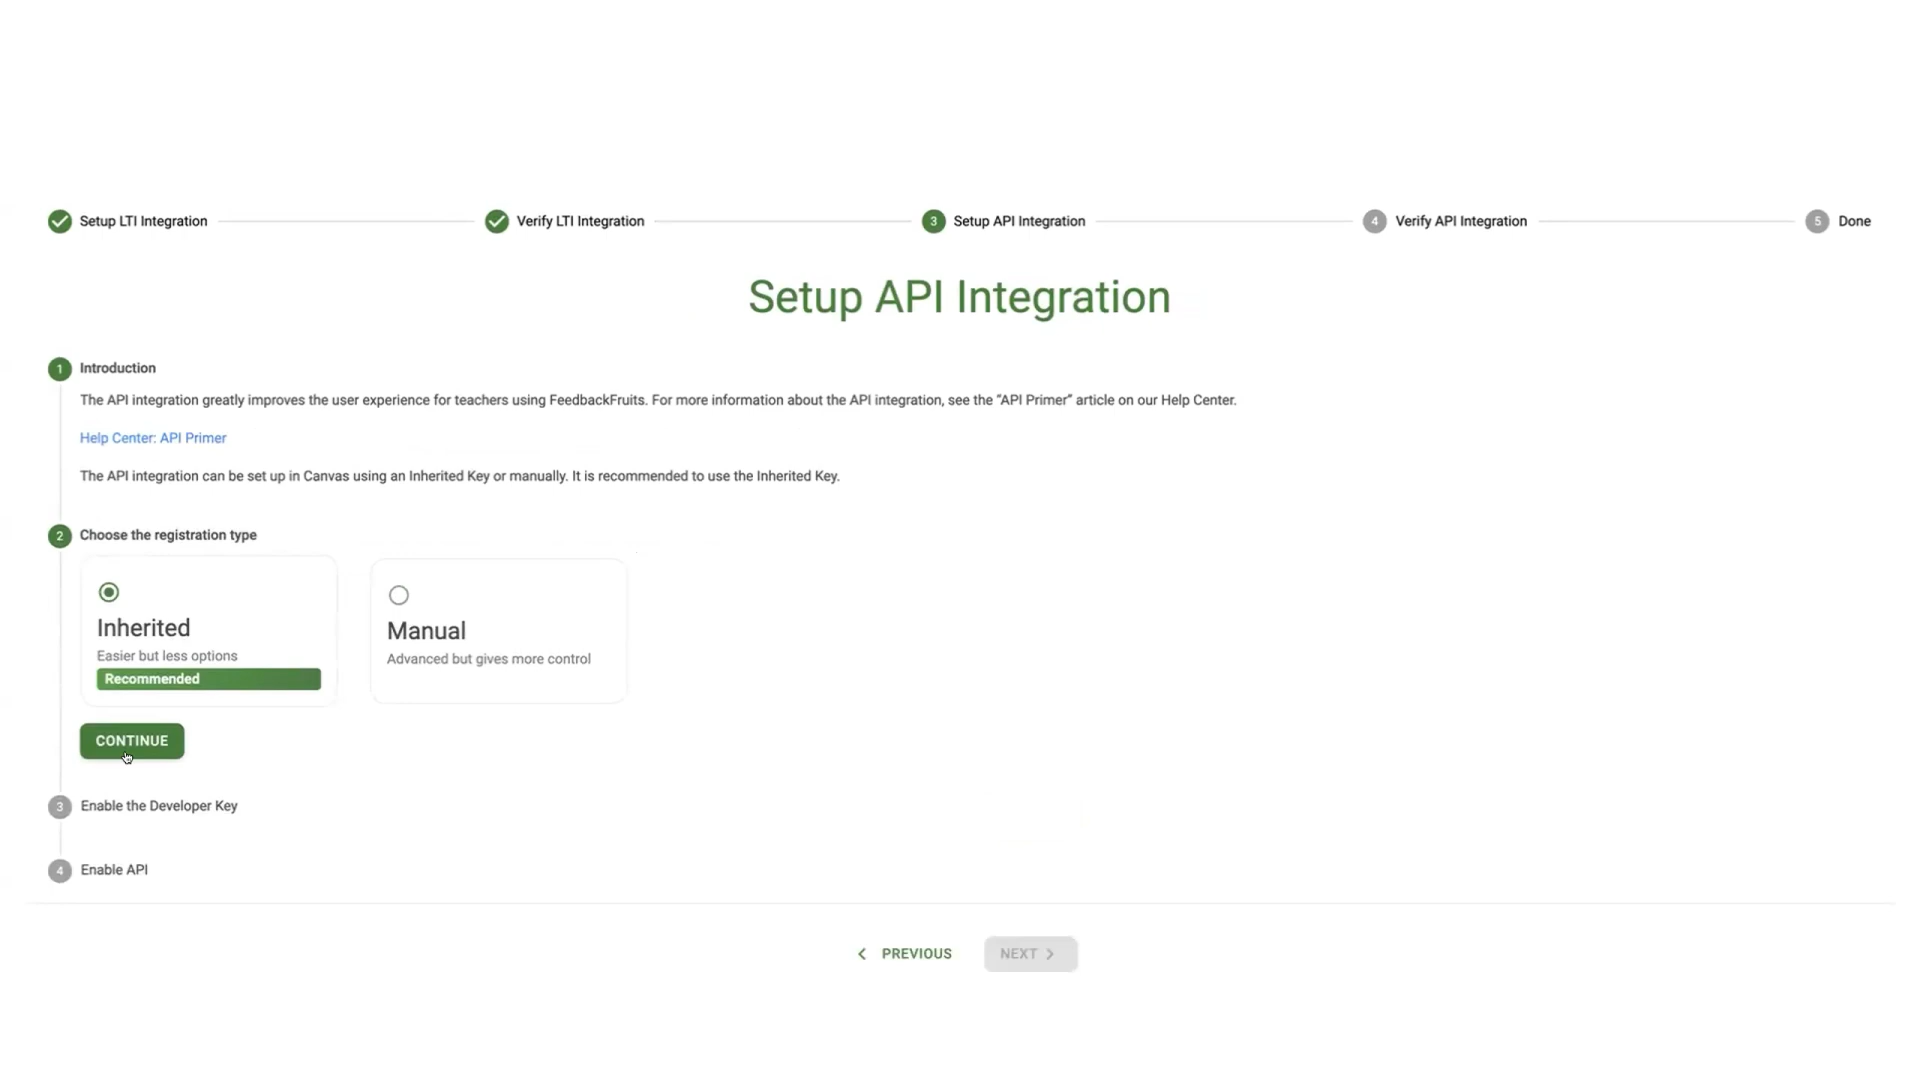 Setup LTI Integration
Verify LTI Integration
3 Setup API Integration
4 Verify API Integration
5 Done
Setup API Integration
1 Introduction
The API integration greatly improves the user experience for teachers using FeedbackFruits. For more information about the API integration, see the “API Primer” article on our Help Center.
Help Center: API Primer
The API integration can be set up in Canvas using an Inherited Key or manually. It is recommended to use the Inherited Key.
2 Choose the registration type
Inherited
Easier but less options
Recommended
Manual
Advanced but gives more control
CONTINUE
3 Enable the Developer Key
4 Enable API
PREVIOUS
NEXT